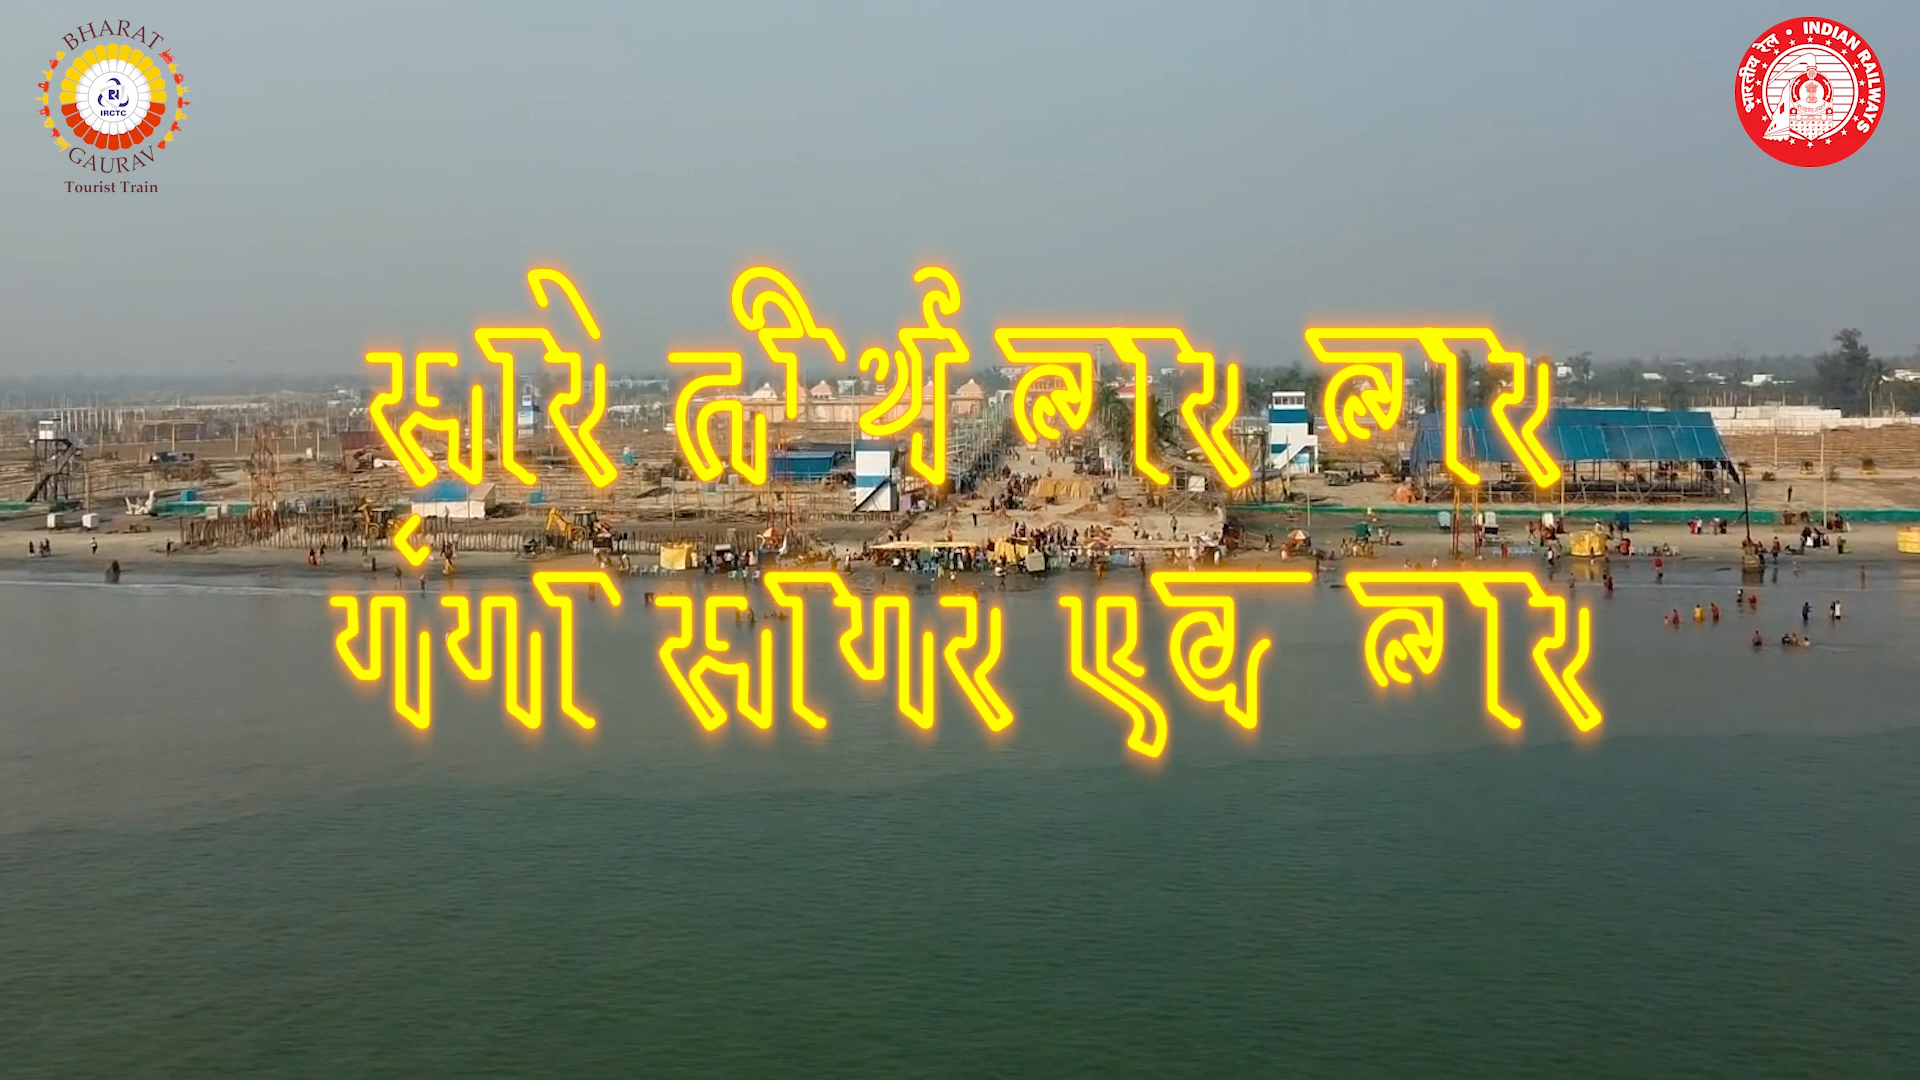 BHARAT
GAURAV
IRCTC
Tourist Train
भारतीय रेल • INDIAN RAILWAYS
सारे तीर्थ बार बार
गंगा सागर एक बार